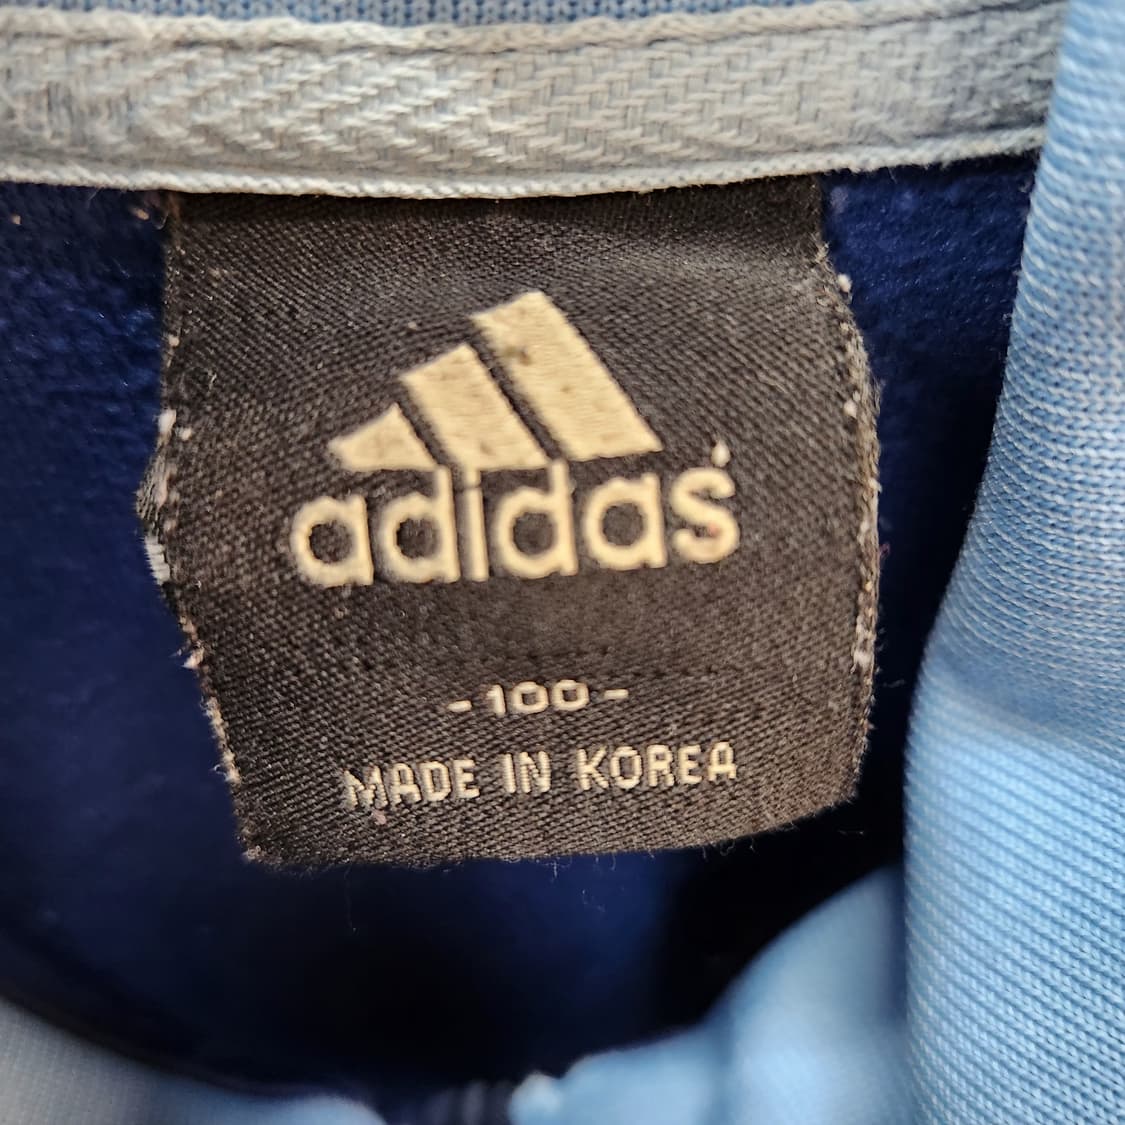 adidas
- 100 -
MADE IN KOREA